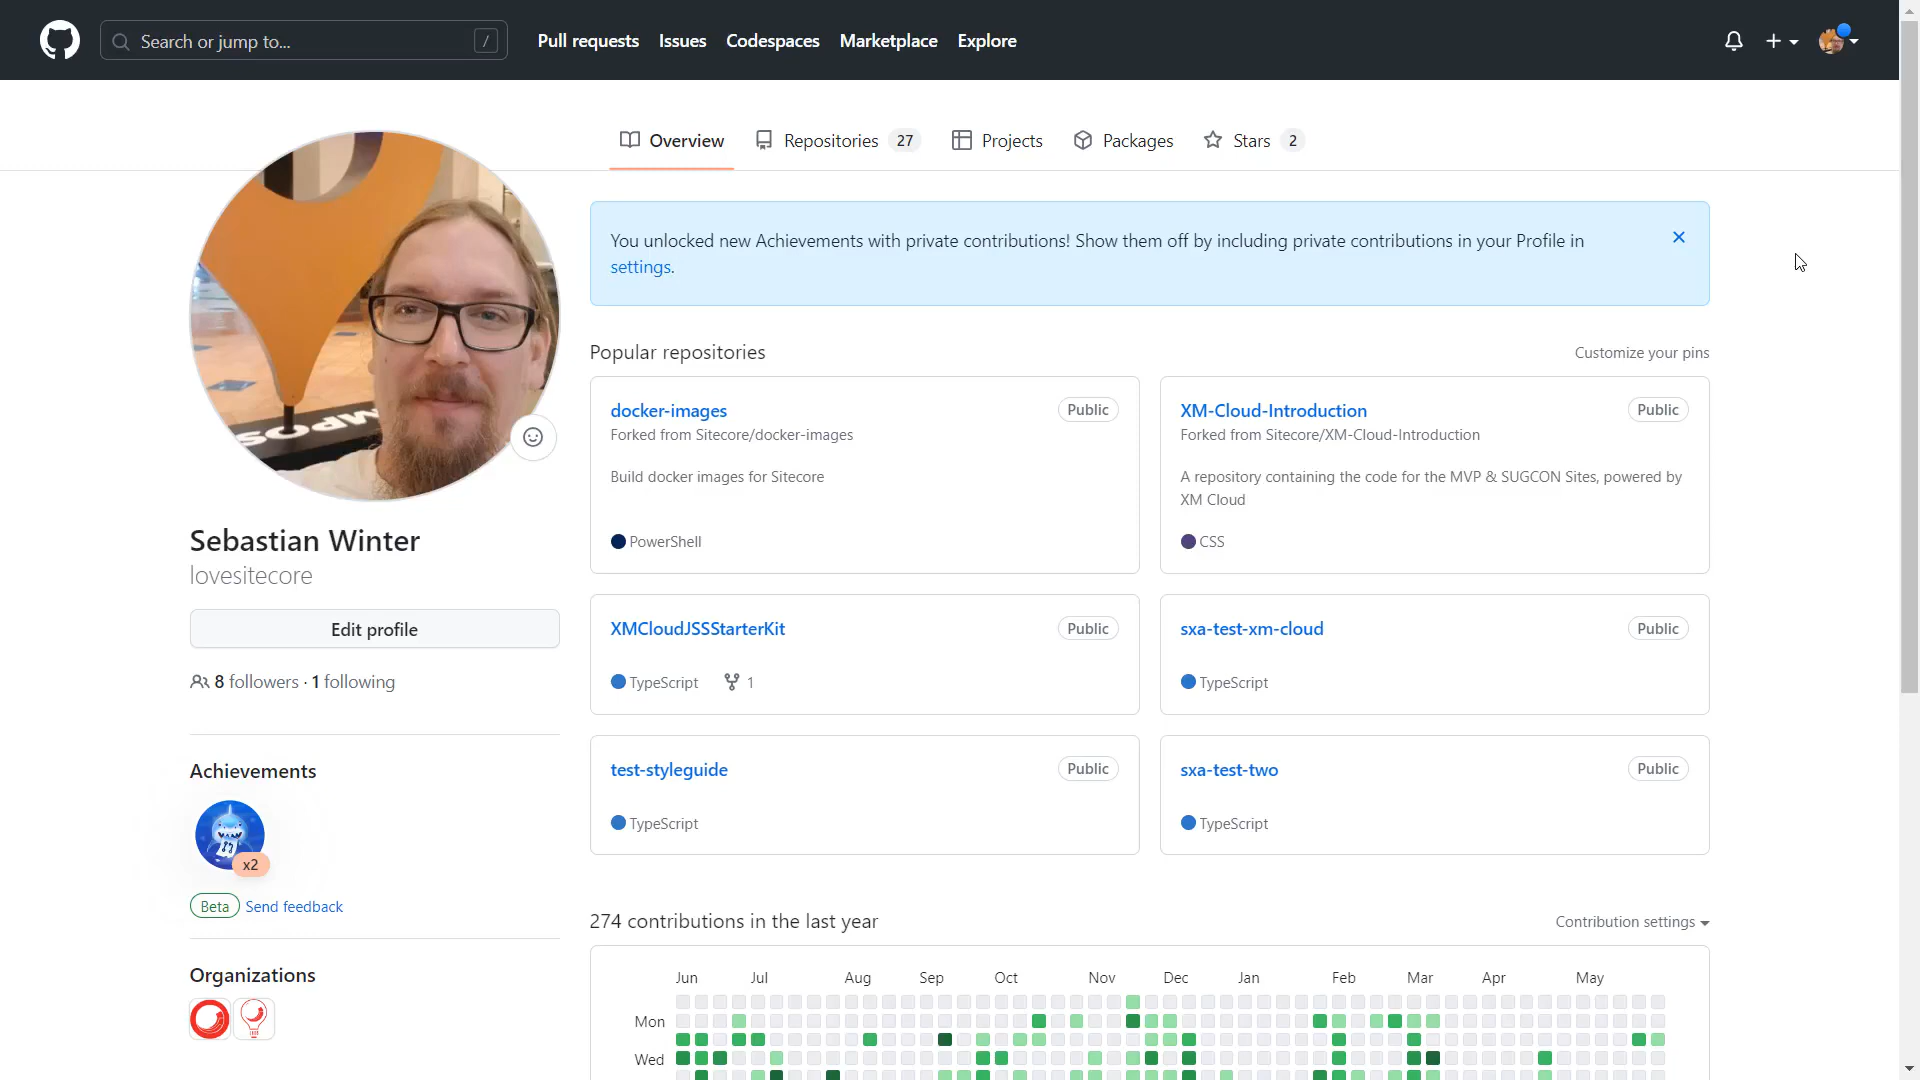 Search or jump to...
/
Pull requests
Issues
Codespaces
Marketplace
Explore
Overview
Repositories 27
Projects
Packages
Stars 2
You unlocked new Achievements with private contributions! Show them off by including private contributions in your Profile in
settings.
Popular repositories
Customize your pins
docker-images
Public
Forked from Sitecore/docker-images
Build docker images for Sitecore
PowerShell
XM-Cloud-Introduction
Public
Forked from Sitecore/XM-Cloud-Introduction
A repository containing the code for the MVP & SUGCON Sites, powered by
XM Cloud
CSS
Sebastian Winter
lovesitecore
Edit profile
8 followers · 1 following
XMCloudJSSStarterKit
Public
TypeScript
1
sxa-test-xm-cloud
Public
TypeScript
test-styleguide
Public
TypeScript
sxa-test-two
Public
TypeScript
Achievements
x2
Beta
Send feedback
Organizations
274 contributions in the last year
Contribution settings
Jun
Jul
Aug
Sep
Oct
Nov
Dec
Jan
Feb
Mar
Apr
May
Mon
Wed